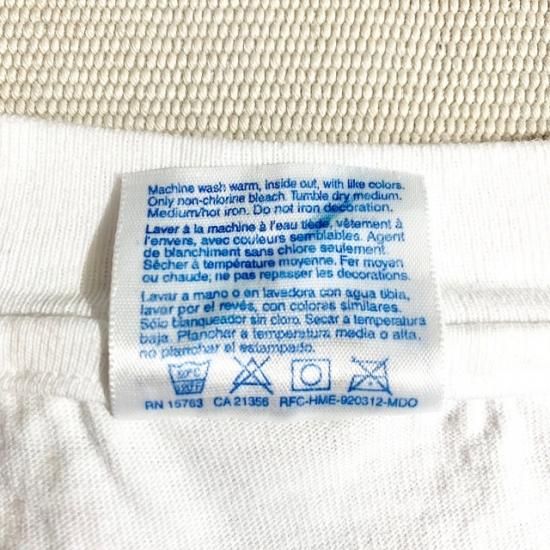 Machine wash warm, inside out, with like colors.
Only non-chlorine bleach. Tumble dry medium.
Medium/hot iron. Do not iron decoration.
Laver à la machine à l'eau tiède, vêtement à
l'envers, avec couleurs semblables. Agent
de blanchiment sans chlore seulement.
Sécher à température moyenne. Fer moyen
ou chaude; ne pas repasser les decorations.
Lavar a mano o en lavadora con agua tibia,
lavar por el revés, con colores similares.
Sólo blanqueador sin cloro. Secar a temperatura
baja. Planchar a temperatura media o alta,
no planchar el estampado.
RN 15763 CA 21356 RFC-HME-920312-MDO